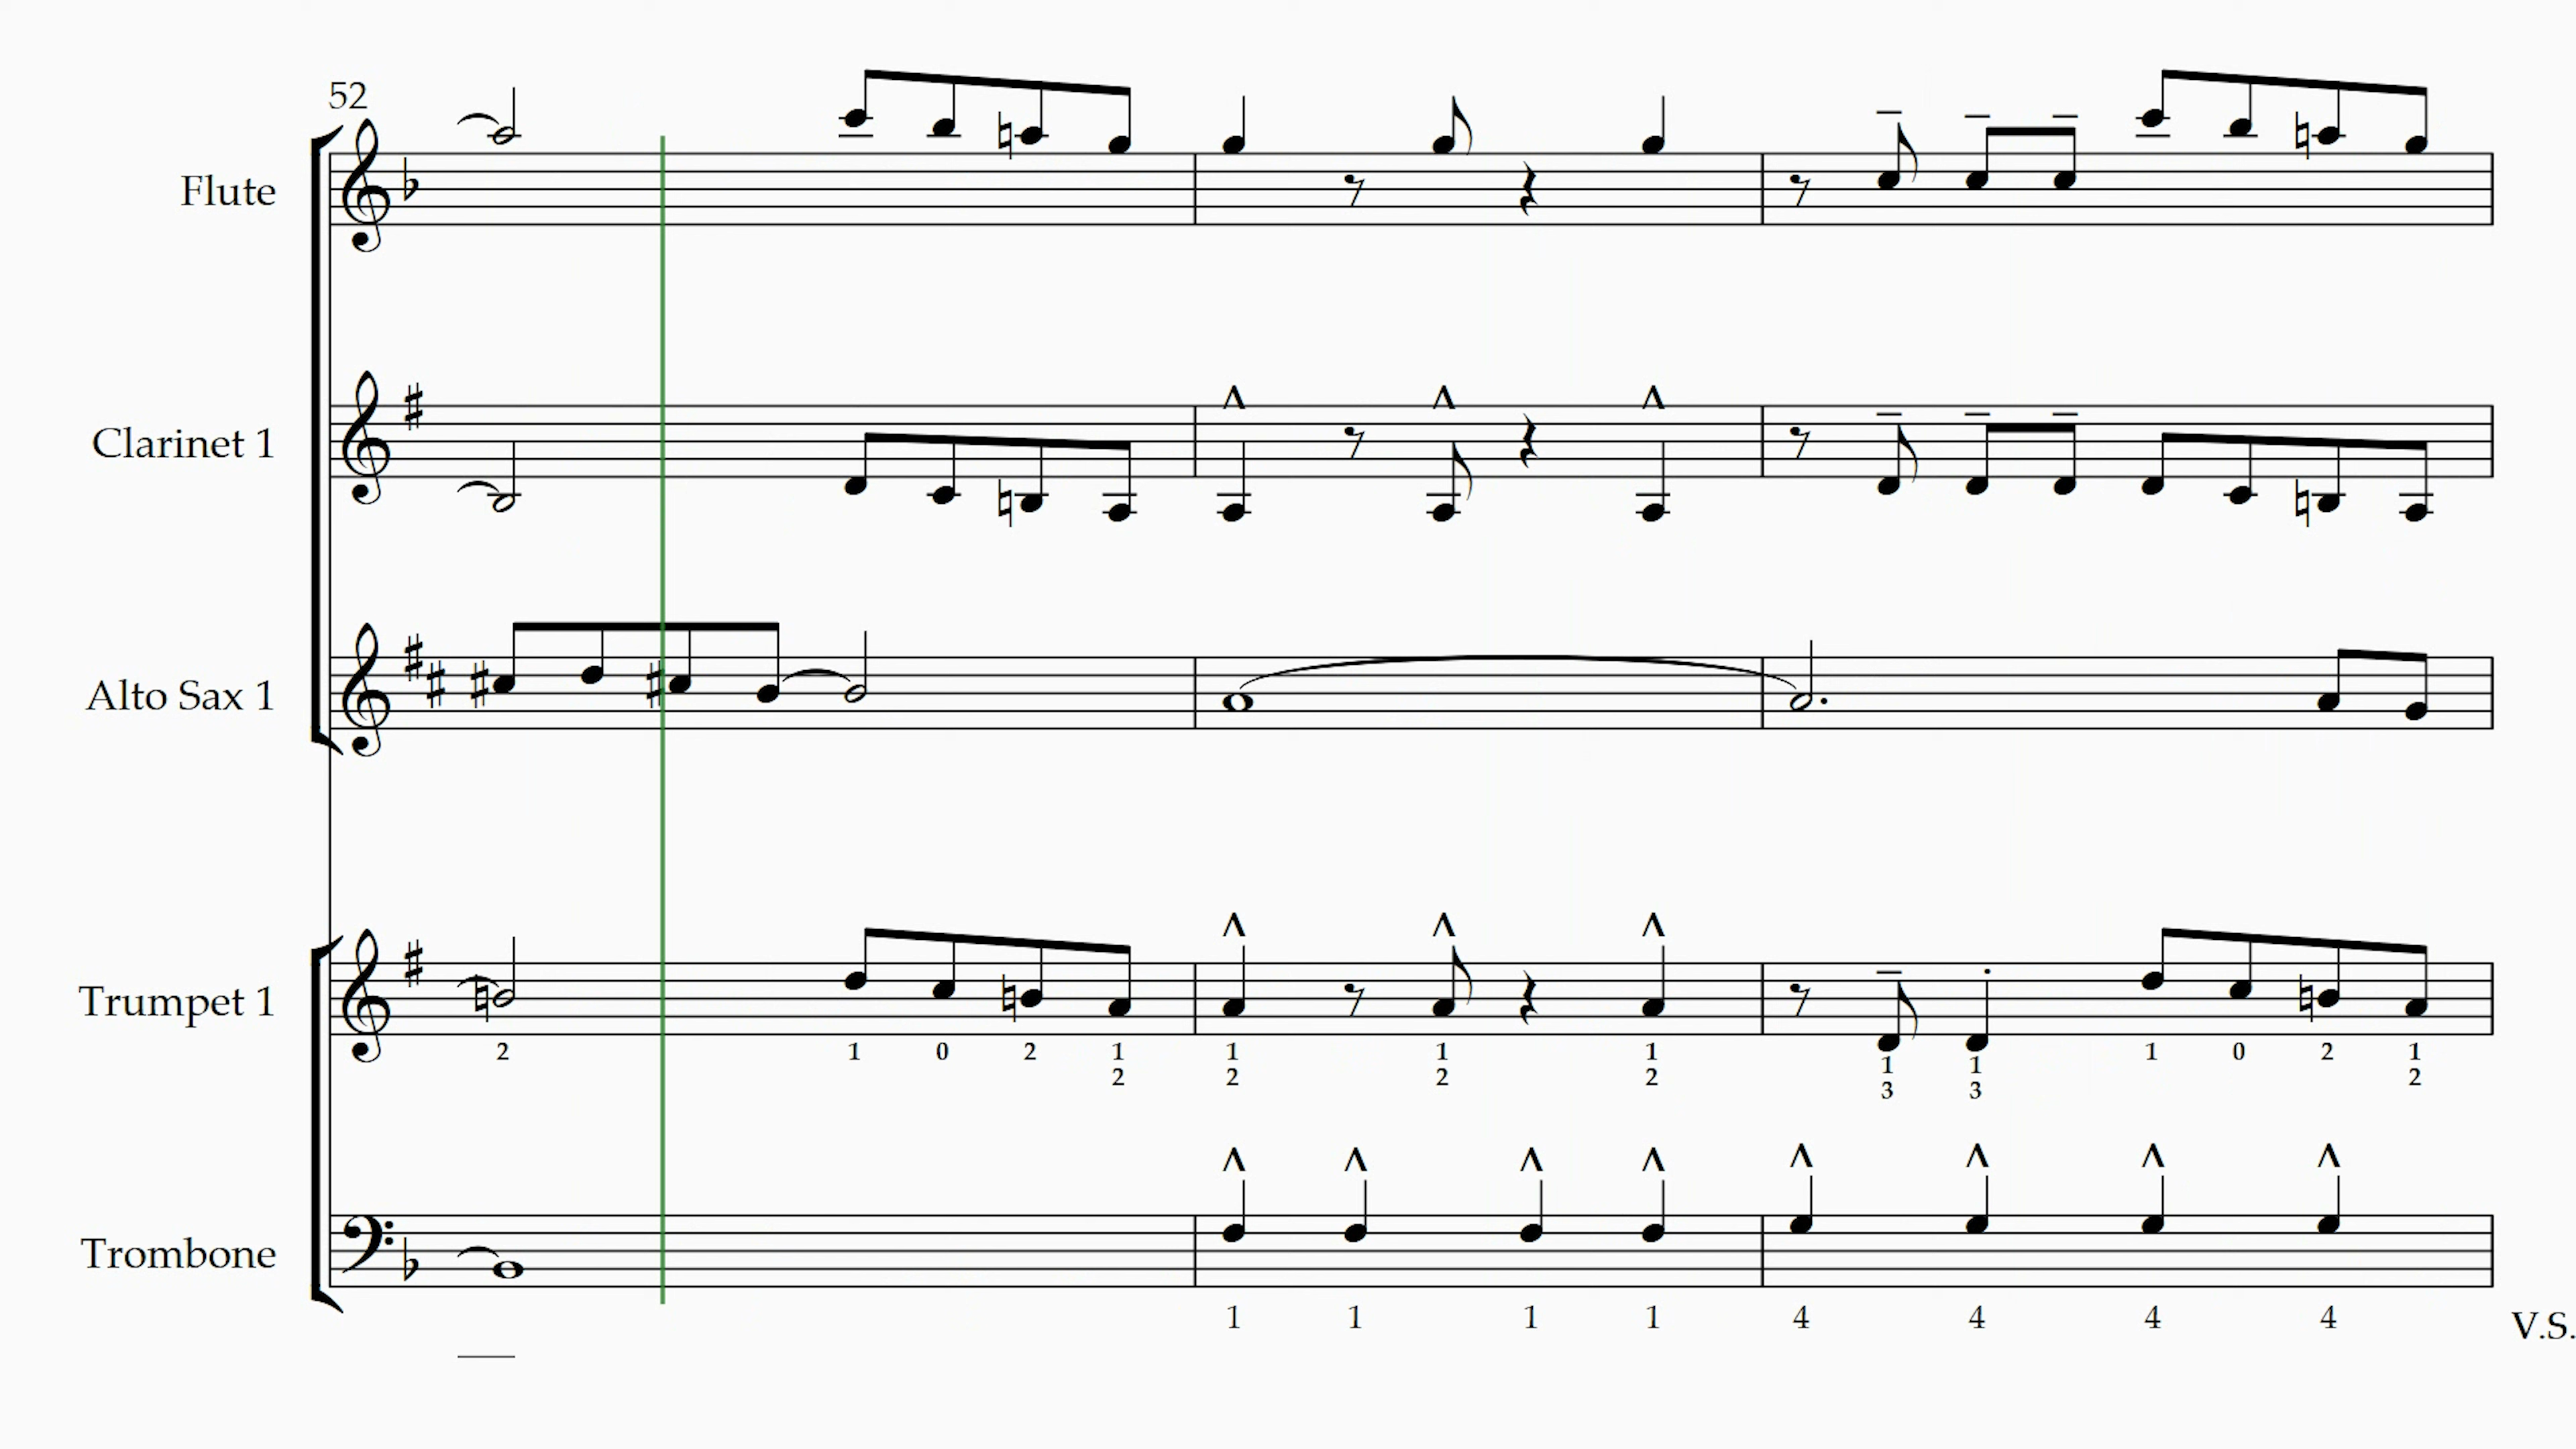 52
Flute
Clarinet 1
Alto Sax 1
Trumpet 1
2 1 0 2 1 1 1 1 1 0 2 1
2 2 2 2 1 1 2
3 3
Trombone
1 1 1 1 4 4 4 4
V.S.